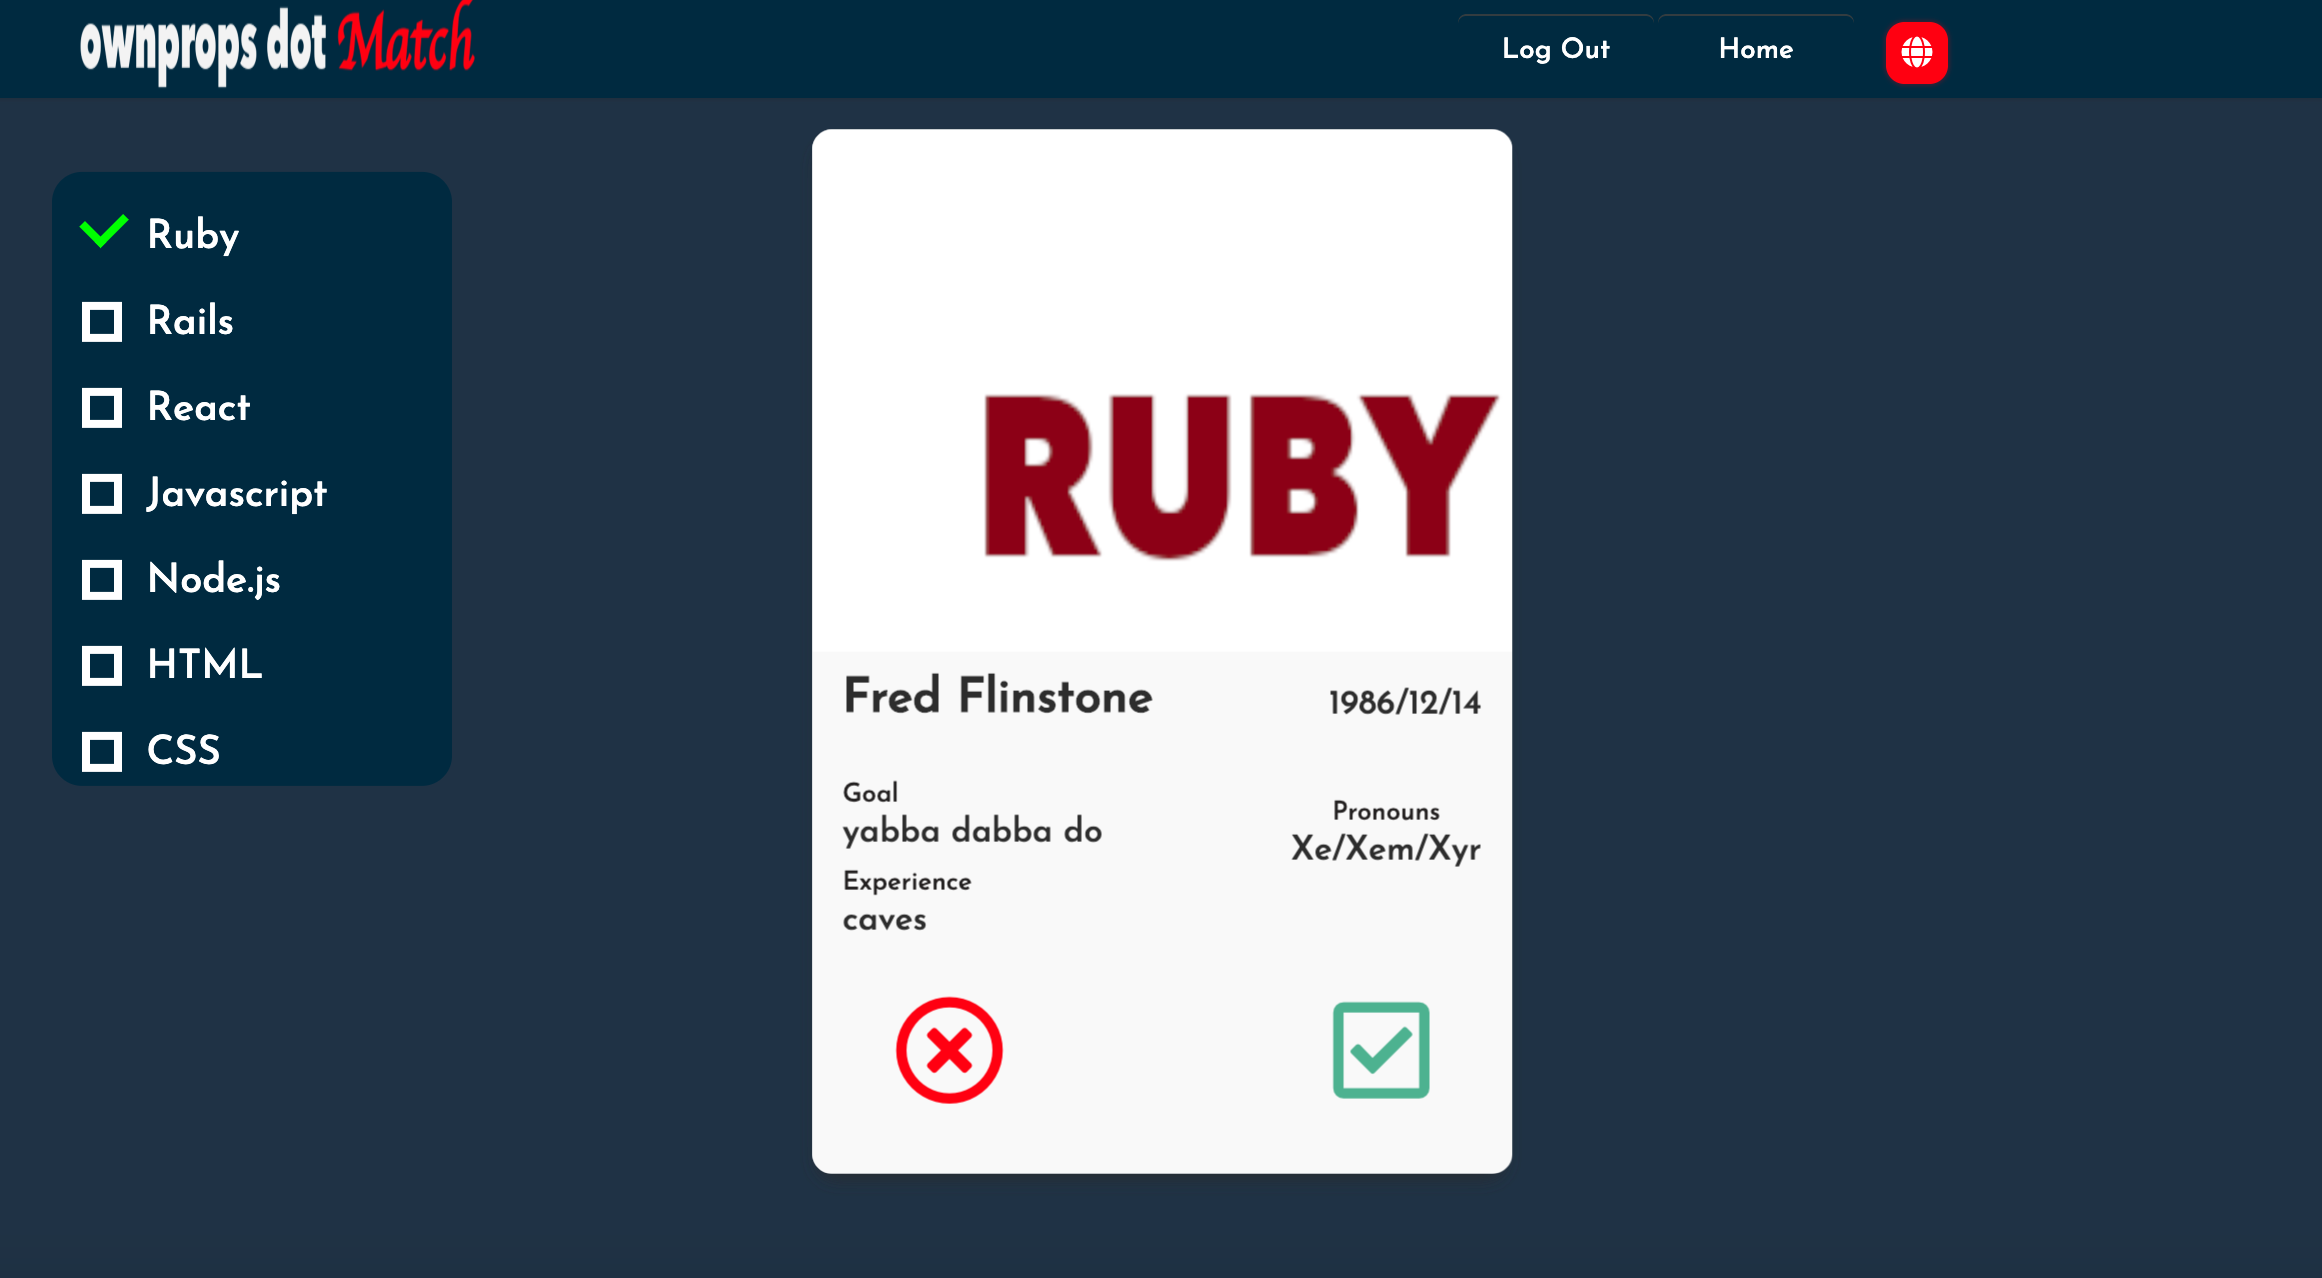 ownprops dot Match
Log Out
Home
Ruby
Rails
React
Javascript
Node.js
HTML
CSS
RUBY
Fred Flinstone
1986/12/14
Goal
yabba dabba do
Experience
caves
Pronouns
Xe/Xem/Xyr